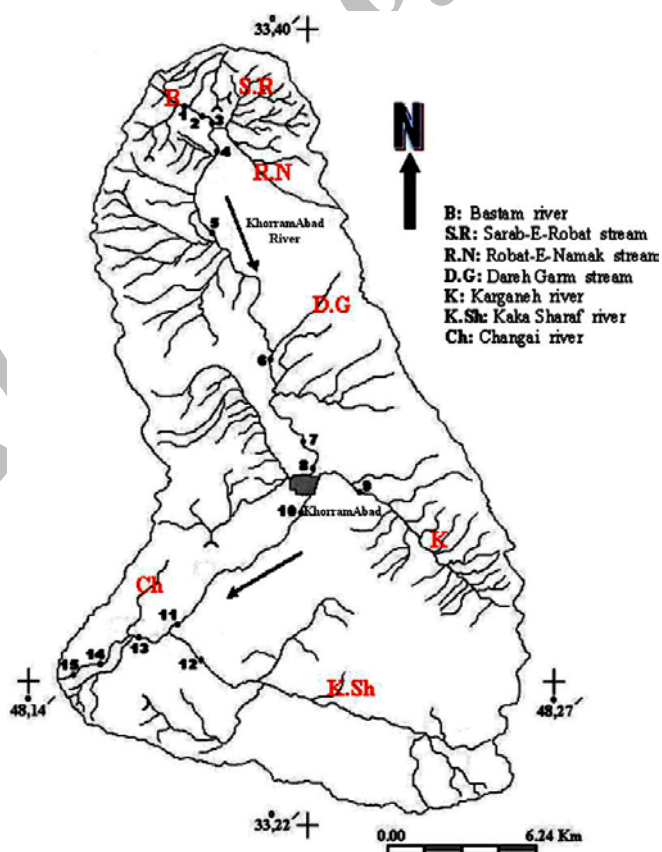 33,40°′
S.R
B
1
2
3
4
N
R.N
B: Bastam river
S.R: Sarab-E-Robat stream
R.N: Robat-E-Namak stream
D.G: Dareh Garm stream
K: Karganeh river
K.Sh: Kaka Sharaf river
Ch: Changai river
5
KhorramAbad
River
D.G
6
7
8
9
10
KhorramAbad
K
Ch
11
12
13
14
15
K.Sh
48,14°′
48,27°′
33,22°′
0.00 6.24 Km